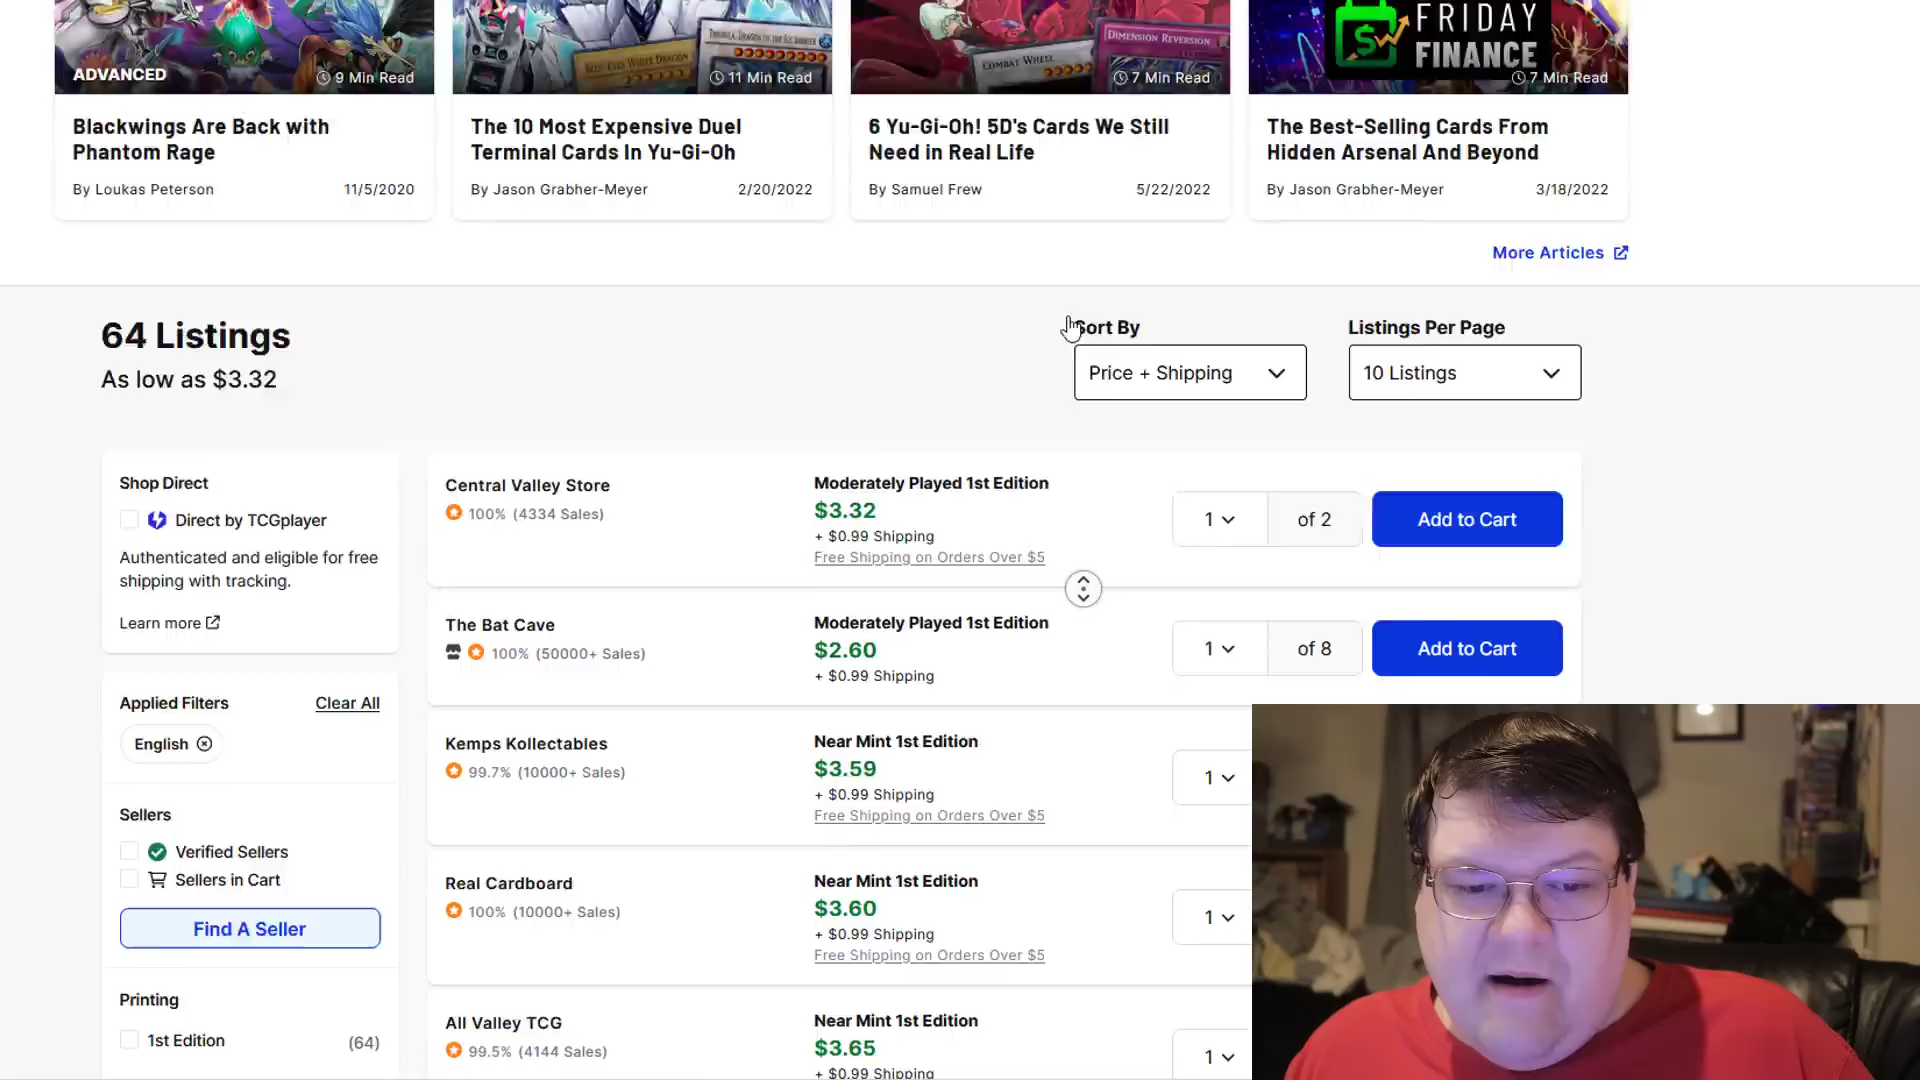 FRIDAY
FINANCE
ADVANCED
9 Min Read
11 Min Read
COMBAT WHEEL
DIMENSION REVERSION
7 Min Read
7 Min Read
Blackwings Are Back with
Phantom Rage
By Loukas Peterson
11/5/2020
The 10 Most Expensive Duel
Terminal Cards In Yu-Gi-Oh
By Jason Grabher-Meyer
2/20/2022
6 Yu-Gi-Oh! 5D's Cards We Still
Need in Real Life
By Samuel Frew
5/22/2022
The Best-Selling Cards From
Hidden Arsenal And Beyond
By Jason Grabher-Meyer
3/18/2022
More Articles
64 Listings
As low as $3.32
Sort By
Price + Shipping
Listings Per Page
10 Listings
Shop Direct
Direct by TCGplayer
Authenticated and eligible for free
shipping with tracking.
Learn more
Applied Filters
Clear All
English
Sellers
Verified Sellers
Sellers in Cart
Find A Seller
Printing
1st Edition
(64)
Central Valley Store
100% (4334 Sales)
Moderately Played 1st Edition
$3.32
+ $0.99 Shipping
Free Shipping on Orders Over $5
1
of 2
Add to Cart
The Bat Cave
100% (50000+ Sales)
Moderately Played 1st Edition
$2.60
+ $0.99 Shipping
1
of 8
Add to Cart
Kemps Kollectables
99.7% (10000+ Sales)
Near Mint 1st Edition
$3.59
+ $0.99 Shipping
Free Shipping on Orders Over $5
1
Real Cardboard
100% (10000+ Sales)
Near Mint 1st Edition
$3.60
+ $0.99 Shipping
Free Shipping on Orders Over $5
1
All Valley TCG
99.5% (4144 Sales)
Near Mint 1st Edition
$3.65
+ $0.99 Shipping
1